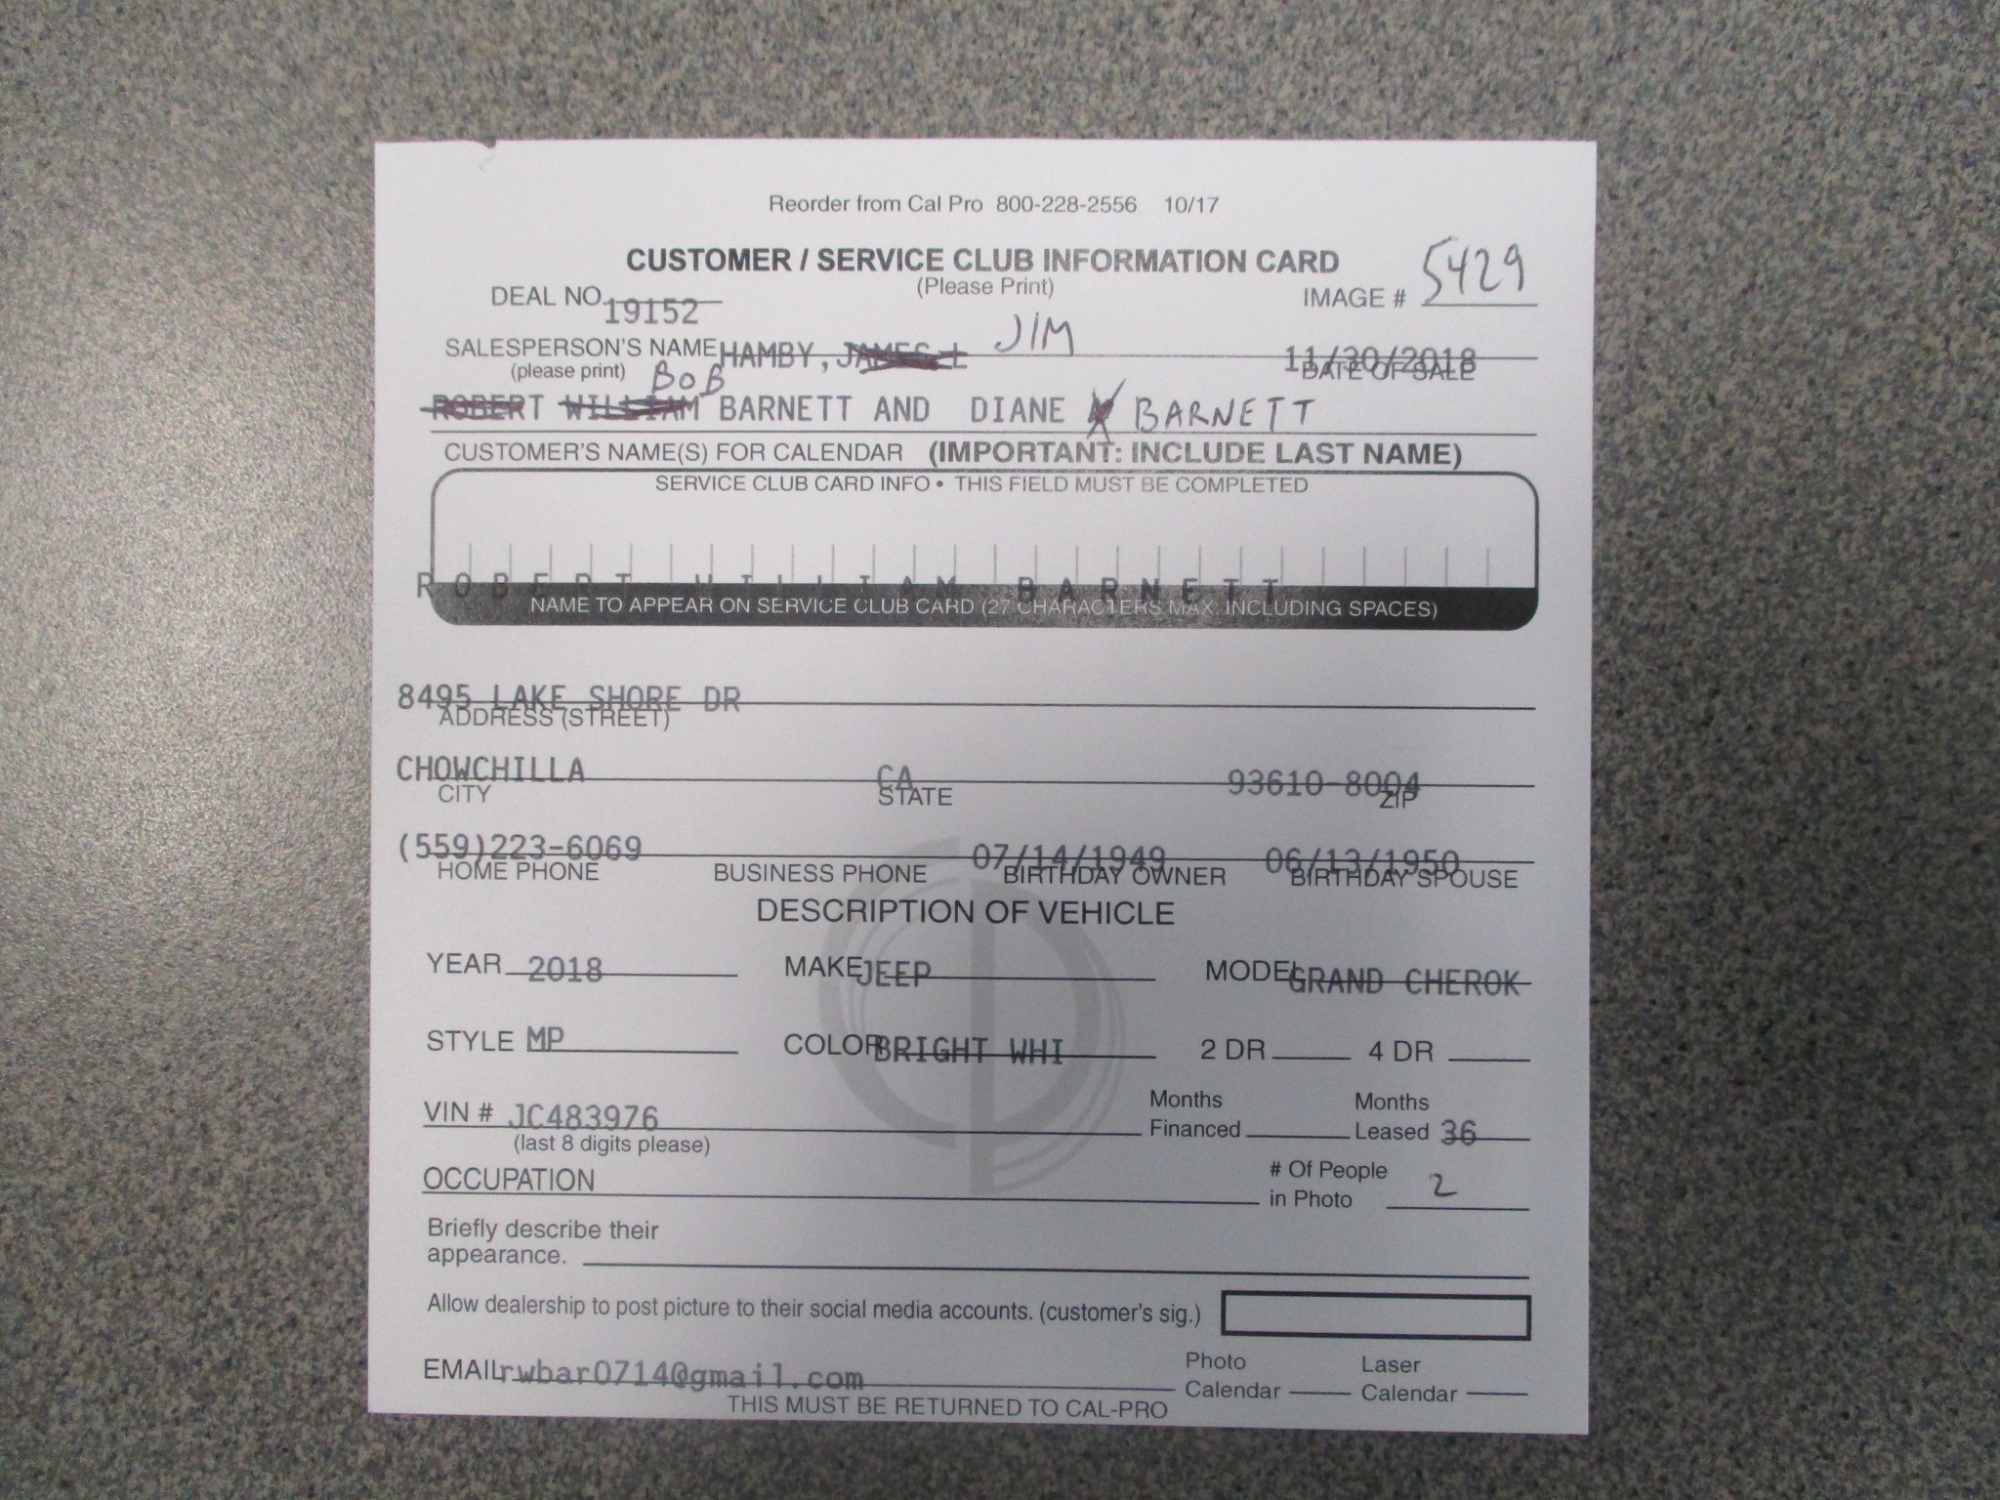 Reorder from Cal Pro 800-228-2556 10/17
CUSTOMER / SERVICE CLUB INFORMATION CARD
(Please Print)
DEAL NO. 19152
IMAGE # 5429
SALESPERSON'S NAME HAMBY, JAMES L JIM
11/30/2018
(please print)
DATE OF SALE
BOB
ROBERT WILLIAM BARNETT AND DIANE BARNETT
CUSTOMER'S NAME(S) FOR CALENDAR (IMPORTANT: INCLUDE LAST NAME)
SERVICE CLUB CARD INFO • THIS FIELD MUST BE COMPLETED
ROBERT WILLIAM BARNETT
NAME TO APPEAR ON SERVICE CLUB CARD (27 CHARACTERS MAX. INCLUDING SPACES)
8495 LAKE SHORE DR
ADDRESS (STREET)
CHOWCHILLA CA 93610-8004
CITY STATE ZIP
(559)223-6069 07/14/1949 06/13/1950
HOME PHONE BUSINESS PHONE BIRTHDAY OWNER BIRTHDAY SPOUSE
DESCRIPTION OF VEHICLE
YEAR 2018 MAKE JEEP MODEL GRAND CHEROK
STYLE MP COLOR BRIGHT WHI 2 DR 4 DR
VIN # JC483976
(last 8 digits please)
Months Financed
Months Leased 36
OCCUPATION
# Of People in Photo 2
Briefly describe their
appearance.
Allow dealership to post picture to their social media accounts. (customer's sig.)
EMAIL rwbar0714@gmail.com
Photo Calendar
Laser Calendar
THIS MUST BE RETURNED TO CAL-PRO